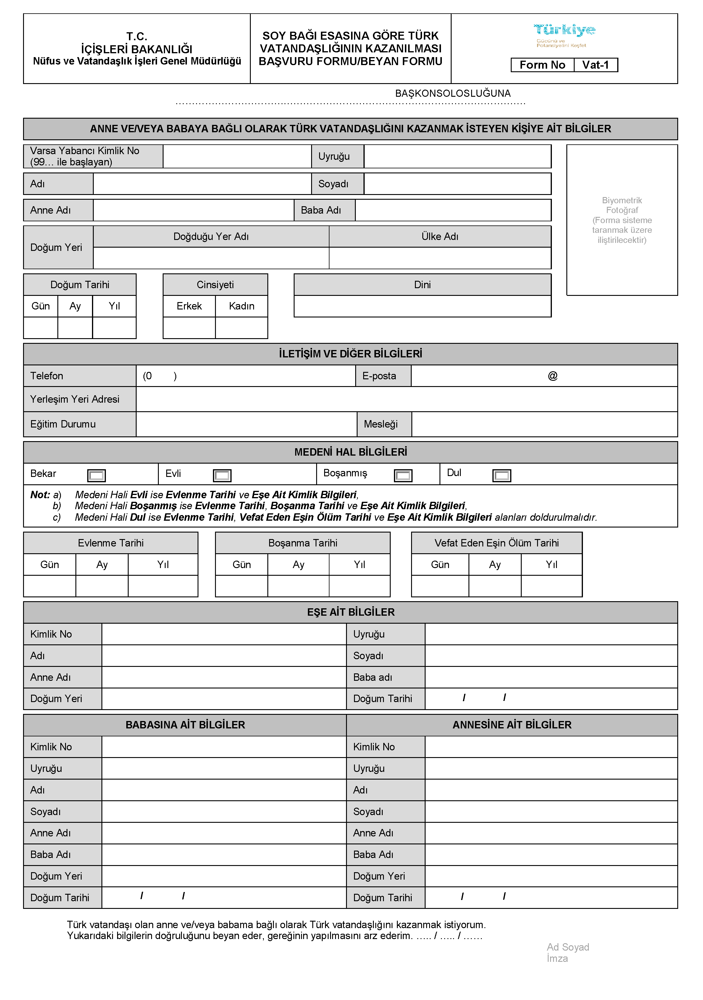 T.C.
İÇİŞLERİ BAKANLIĞI
Nüfus ve Vatandaşlık İşleri Genel Müdürlüğü
SOY BAĞI ESASINA GÖRE TÜRK
VATANDAŞLIĞININ KAZANILMASI
BAŞVURU FORMU/BEYAN FORMU
Türkiye
Gücünü ve
Potansiyelini Keşfet
Form No Vat-1
BAŞKONSOLOSLUĞUNA
……………………………………………………………………………………………
ANNE VE/VEYA BABAYA BAĞLI OLARAK TÜRK VATANDAŞLIĞINI KAZANMAK İSTEYEN KİŞİYE AİT BİLGİLER
Varsa Yabancı Kimlik No
(99… ile başlayan)
Uyruğu
Adı Soyadı
Anne Adı Baba Adı
Doğum Yeri
Doğduğu Yer Adı Ülke Adı
Biyometrik
Fotoğraf
(Forma sisteme
taranmak üzere
iliştirilecektir)
Doğum Tarihi Cinsiyeti Dini
Gün Ay Yıl Erkek Kadın
İLETİŞİM VE DİĞER BİLGİLERİ
Telefon (0 ) E-posta @
Yerleşim Yeri Adresi
Eğitim Durumu Mesleği
MEDENİ HAL BİLGİLERİ
Bekar Evli Boşanmış Dul
Not: a) Medeni Hali Evli ise Evlenme Tarihi ve Eşe Ait Kimlik Bilgileri,
b) Medeni Hali Boşanmış ise Evlenme Tarihi, Boşanma Tarihi ve Eşe Ait Kimlik Bilgileri,
c) Medeni Hali Dul ise Evlenme Tarihi, Vefat Eden Eşin Ölüm Tarihi ve Eşe Ait Kimlik Bilgileri alanları doldurulmalıdır.
Evlenme Tarihi Boşanma Tarihi Vefat Eden Eşin Ölüm Tarihi
Gün Ay Yıl Gün Ay Yıl Gün Ay Yıl
EŞE AİT BİLGİLER
Kimlik No Uyruğu
Adı Soyadı
Anne Adı Baba adı
Doğum Yeri Doğum Tarihi / /
BABASINA AİT BİLGİLER ANNESİNE AİT BİLGİLER
Kimlik No Kimlik No
Uyruğu Uyruğu
Adı Adı
Soyadı Soyadı
Anne Adı Anne Adı
Baba Adı Baba Adı
Doğum Yeri Doğum Yeri
Doğum Tarihi / / Doğum Tarihi / /
Türk vatandaşı olan anne ve/veya babama bağlı olarak Türk vatandaşlığını kazanmak istiyorum.
Yukarıdaki bilgilerin doğruluğunu beyan eder, gereğinin yapılmasını arz ederim. ….. / ….. / ……
Ad Soyad
İmza